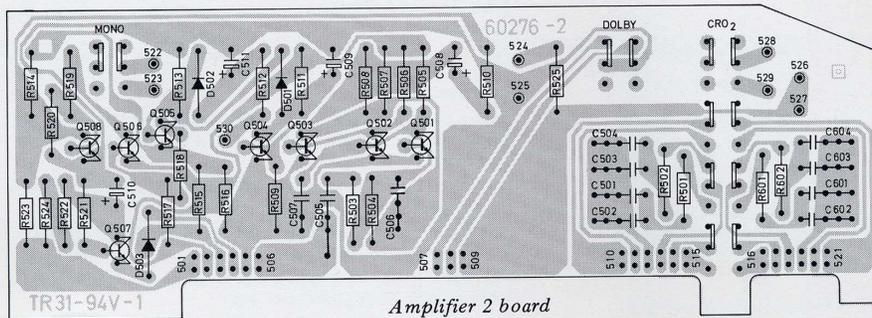 60276-2
MONO
DOLBY
CRO2
522
523
524
525
528
529
526
527
530
R514
R519
R520
R513
D502
C511
R512
D501
R511
C509
R508
R507
R506
R505
C508
R510
R525
Q508
Q506
Q505
R518
Q504
Q503
Q502
Q501
C504
C503
C501
C502
R502
R501
R601
R602
C604
C603
C601
C602
R523
R524
R522
R521
C510
Q507
D503
R517
R515
R516
R509
C507
C505
R503
R504
C506
501
506
507
509
510
515
516
521
TR31-94V-1
Amplifier 2 board